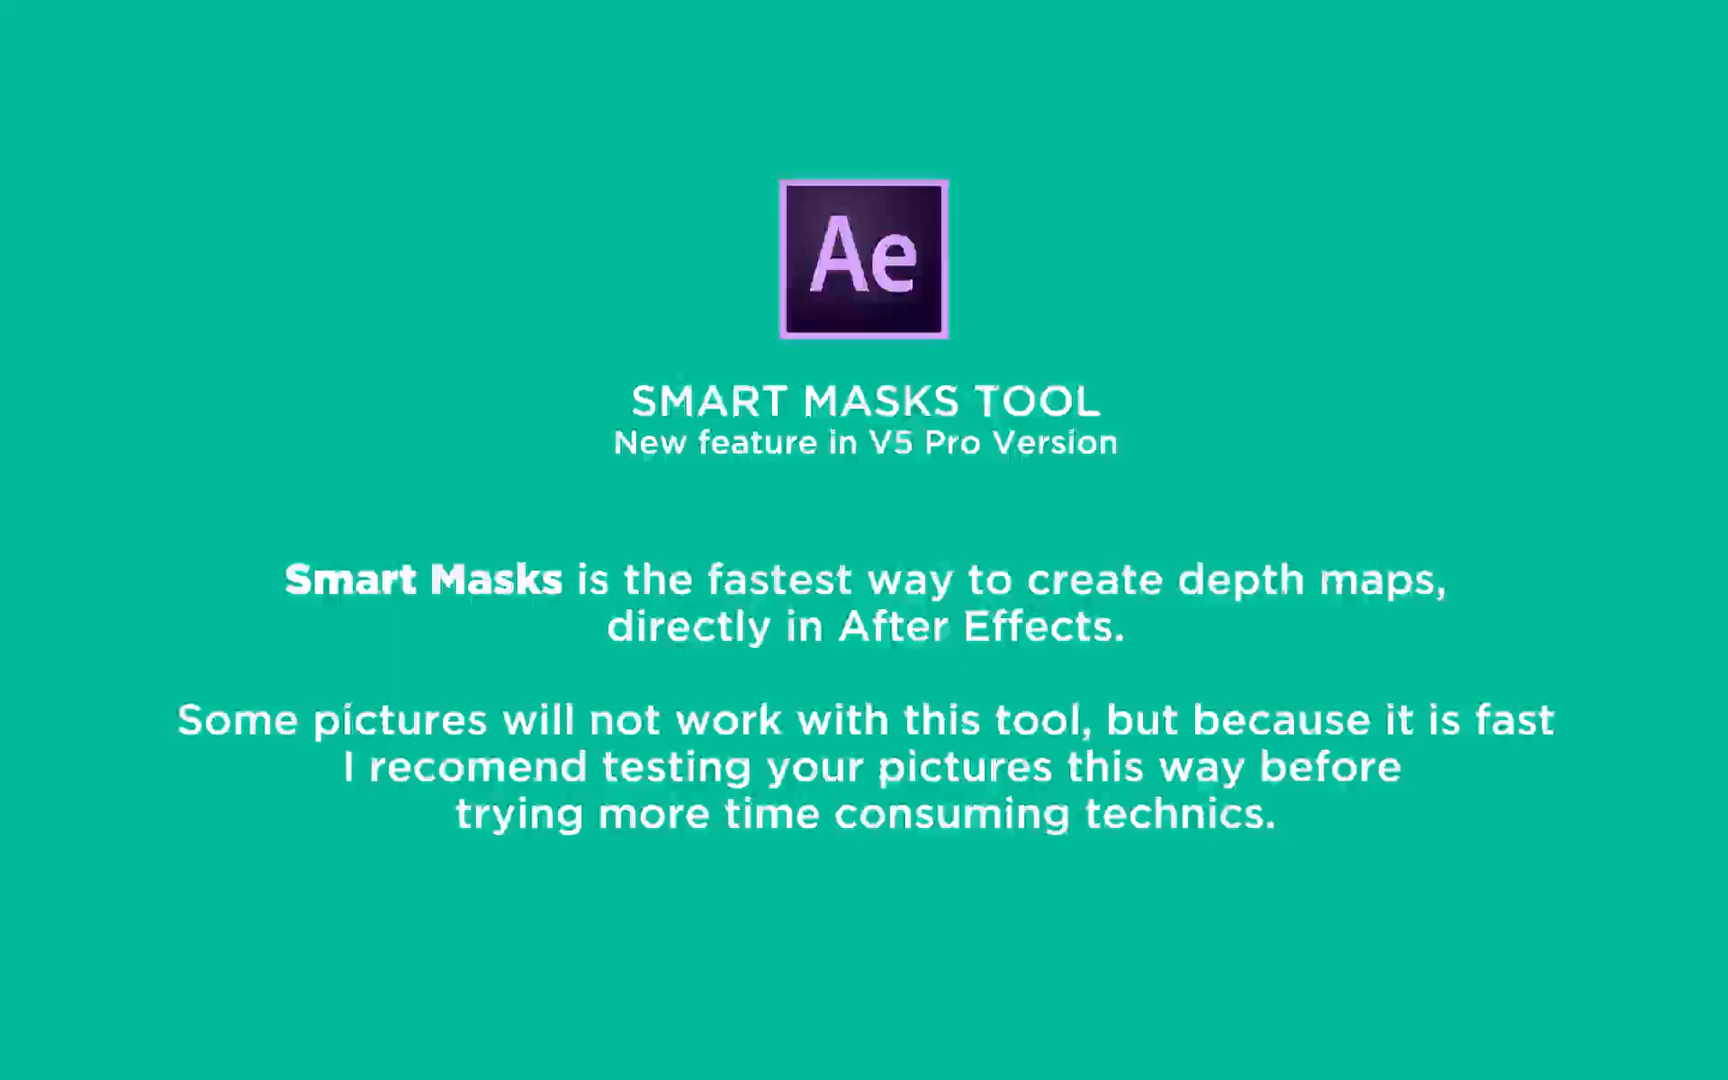 Ae
SMART MASKS TOOL
New feature in V5 Pro Version
Smart Masks is the fastest way to create depth maps,
directly in After Effects.
Some pictures will not work with this tool, but because it is fast
I recomend testing your pictures this way before
trying more time consuming technics.